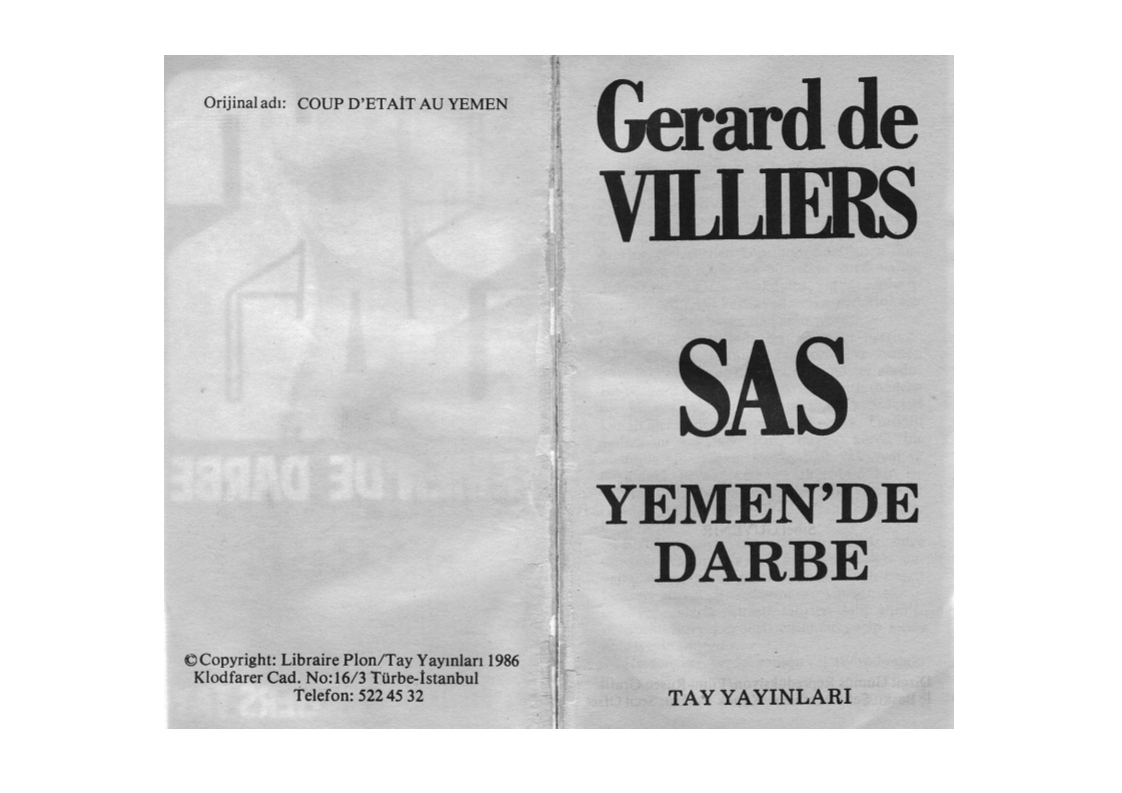 Orijinal adı: COUP D'ETAİT AU YEMEN
© Copyright: Libraire Plon/Tay Yayınları 1986
Klodfarer Cad. No:16/3 Türbe-İstanbul
Telefon: 522 45 32
Gerard de
VILLIERS
SAS
YEMEN'DE
DARBE
TAY YAYINLARI